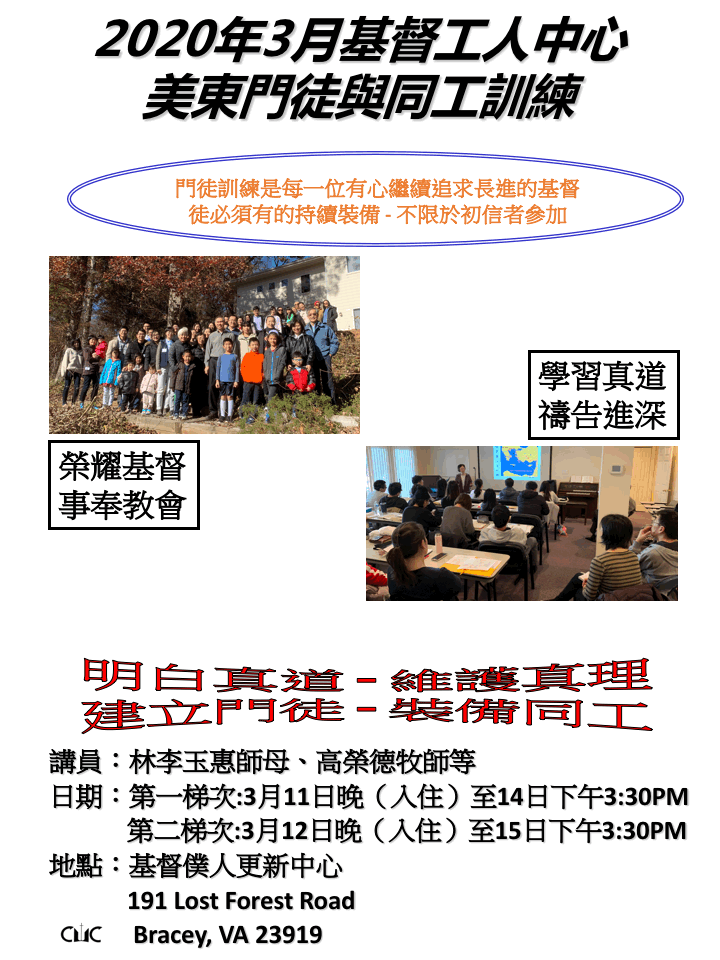 2020年3月基督工人中心
美東門徒與同工訓練
門徒訓練是每一位有心繼續追求長進的基督
徒必須有的持續裝備 - 不限於初信者參加
學習真道
禱告進深
榮耀基督
事奉教會
明白真道 - 維護真理
建立門徒 - 裝備同工
講員：林李玉惠師母、高榮德牧師等
日期：第一梯次:3月11日晚（入住）至14日下午3:30PM
第二梯次:3月12日晚（入住）至15日下午3:30PM
地點：基督僕人更新中心
191 Lost Forest Road
CWC Bracey, VA 23919